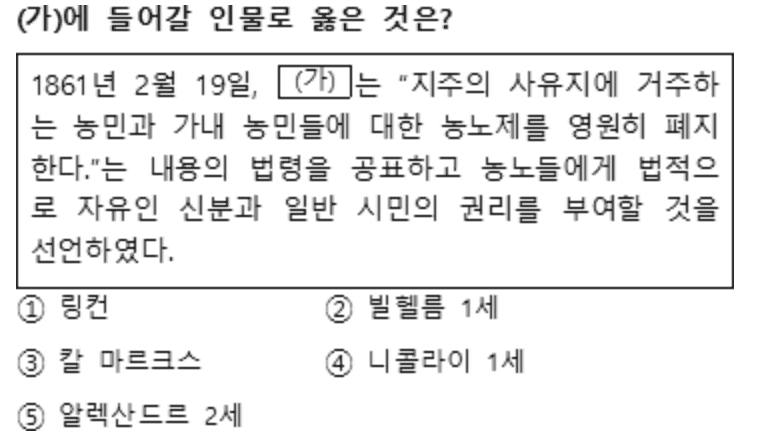 (가)에 들어갈 인물로 옳은 것은?
1861년 2월 19일, (가)는 “지주의 사유지에 거주하
는 농민과 가내 농민들에 대한 농노제를 영원히 폐지
한다.”는 내용의 법령을 공표하고 농노들에게 법적으
로 자유인 신분과 일반 시민의 권리를 부여할 것을
선언하였다.
① 링컨 ② 빌헬름 1세
③ 칼 마르크스 ④ 니콜라이 1세
⑤ 알렉산드르 2세